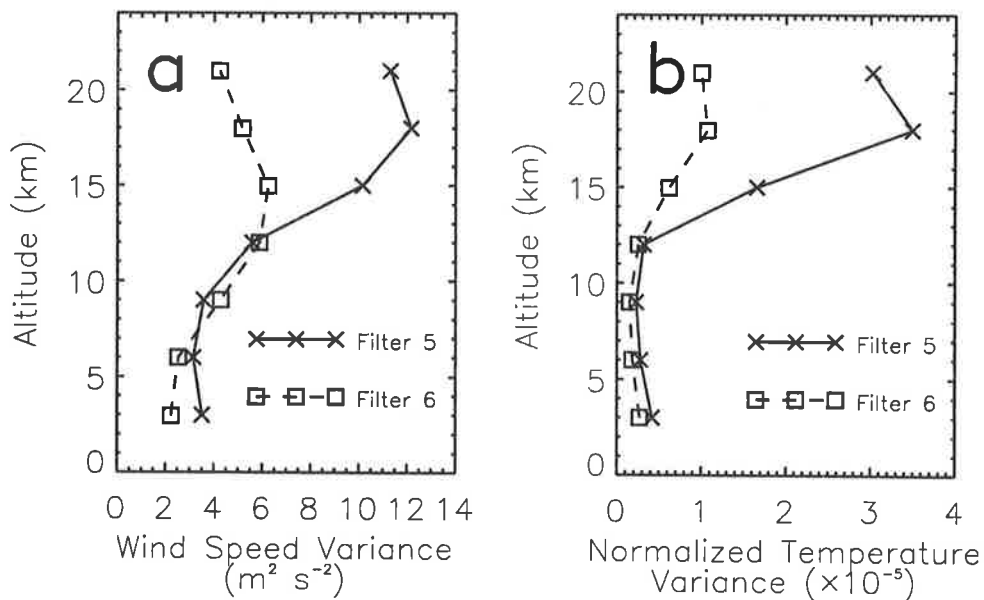 a
Altitude (km)
20
15
10
5
0
Filter 5
Filter 6
0 2 4 6 8 10 12 14
Wind Speed Variance
(m² s⁻²)
b
Altitude (km)
20
15
10
5
0
Filter 5
Filter 6
0 1 2 3 4
Normalized Temperature
Variance (×10⁻⁵)